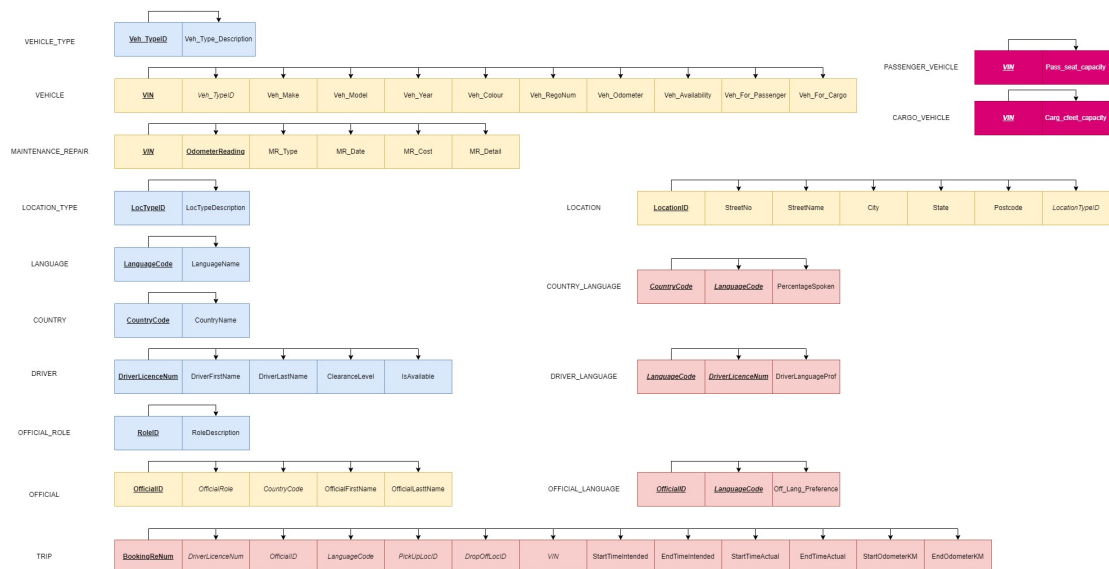 VEHICLE_TYPE
Veh_TypeID Veh_Type_Description
PASSENGER_VEHICLE
VIN Pass_seat_capacity
VEHICLE
VIN Veh_TypeID Veh_Make Veh_Model Veh_Year Veh_Colour Veh_RegoNum Veh_Odometer Veh_Availability Veh_For_Passenger Veh_For_Cargo
CARGO_VEHICLE
VIN Carg_cfeet_capacity
MAINTENANCE_REPAIR
VIN OdometerReading MR_Type MR_Date MR_Cost MR_Detail
LOCATION_TYPE
LocTypeID LocTypeDescription
LOCATION
LocationID StreetNo StreetName City State Postcode LocationTypeID
LANGUAGE
LanguageCode LanguageName
COUNTRY_LANGUAGE
CountryCode LanguageCode PercentageSpoken
COUNTRY
CountryCode CountryName
DRIVER
DriverLicenceNum DriverFirstName DriverLastName ClearanceLevel IsAvailable
DRIVER_LANGUAGE
LanguageCode DriverLicenceNum DriverLanguageProf
OFFICIAL_ROLE
RoleID RoleDescription
OFFICIAL
OfficialID OfficialRole CountryCode OfficialFirstName OfficialLasttName
OFFICIAL_LANGUAGE
OfficialID LanguageCode Off_Lang_Preference
TRIP
BookingReNum DriverLicenceNum OfficialID LanguageCode PickUpLocID DropOffLocID VIN StartTimeIntended EndTimeIntended StartTimeActual EndTimeActual StartOdometerKM EndOdometerKM